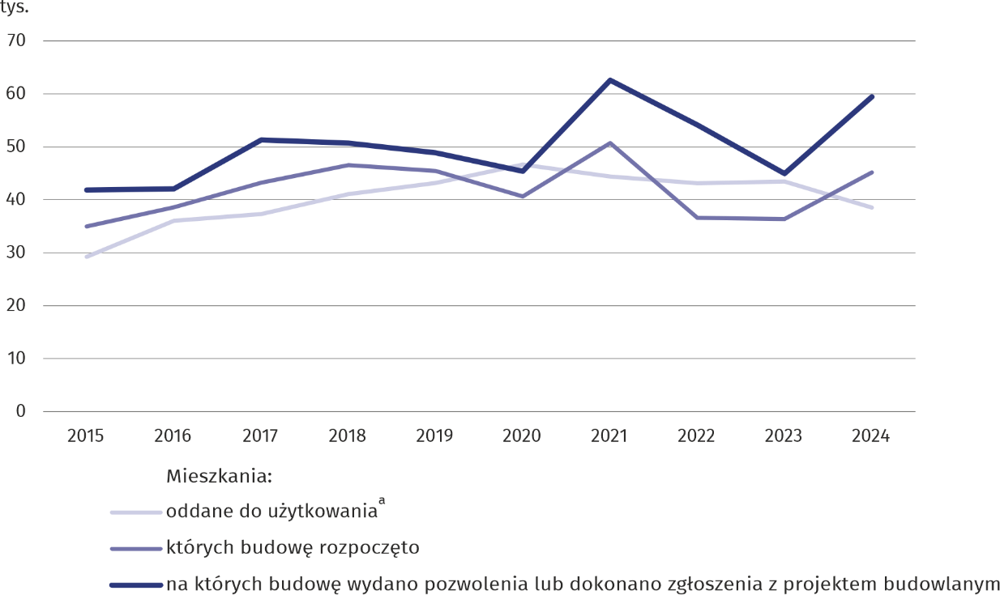 tys.
70
60
50
40
30
20
10
0
2015 2016 2017 2018 2019 2020 2021 2022 2023 2024
Mieszkania:
oddane do użytkowaniaª
których budowę rozpoczęto
na których budowę wydano pozwolenia lub dokonano zgłoszenia z projektem budowlanym